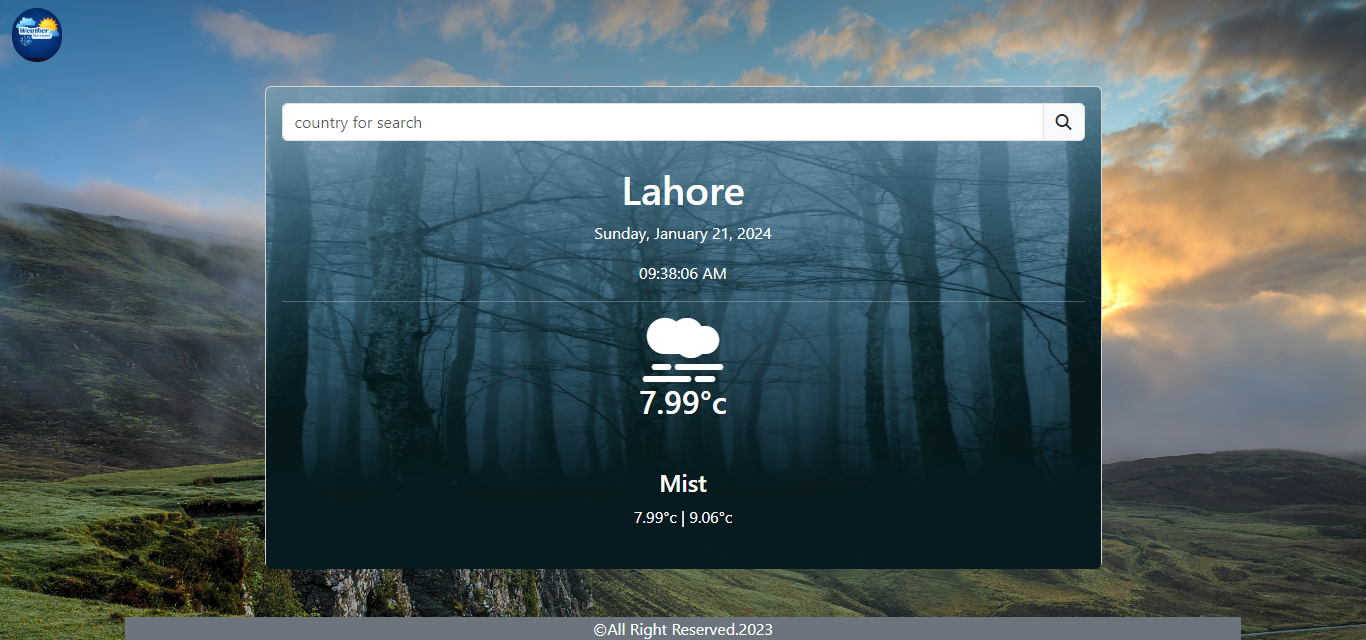 Weather
country for search
Lahore
Sunday, January 21, 2024
09:38:06 AM
7.99°c
Mist
7.99°c | 9.06°c
©All Right Reserved.2023